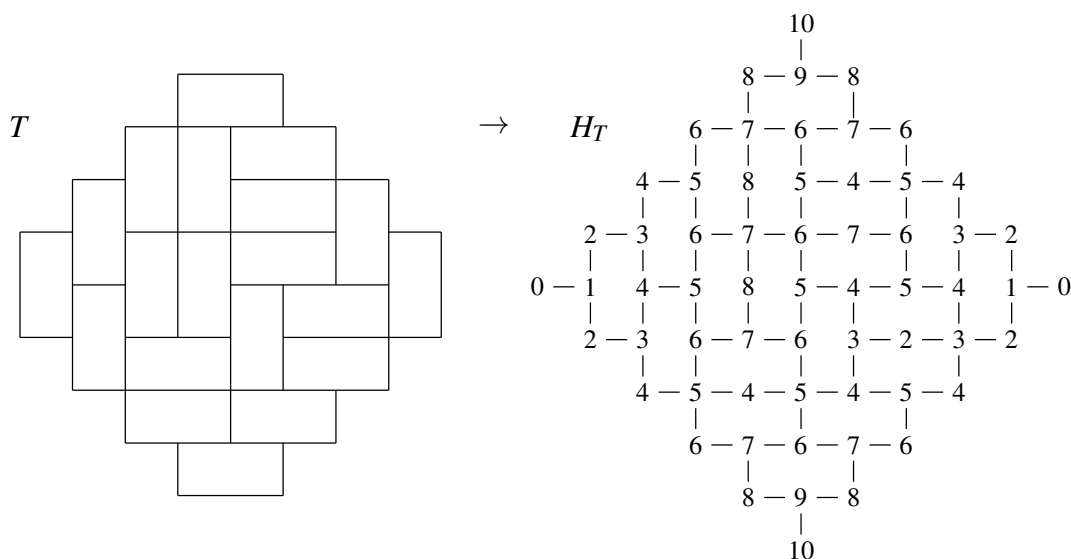 10
8 — 9 — 8
T → H_T
6 — 7 — 6 — 7 — 6
4 — 5 8 5 — 4 — 5 — 4
2 — 3 6 — 7 — 6 — 7 — 6 3 — 2
0 — 1 4 — 5 8 5 — 4 — 5 — 4 1 — 0
2 — 3 6 — 7 — 6 3 — 2 — 3 — 2
4 — 5 — 4 — 5 — 4 — 5 — 4
6 — 7 — 6 — 7 — 6
8 — 9 — 8
10